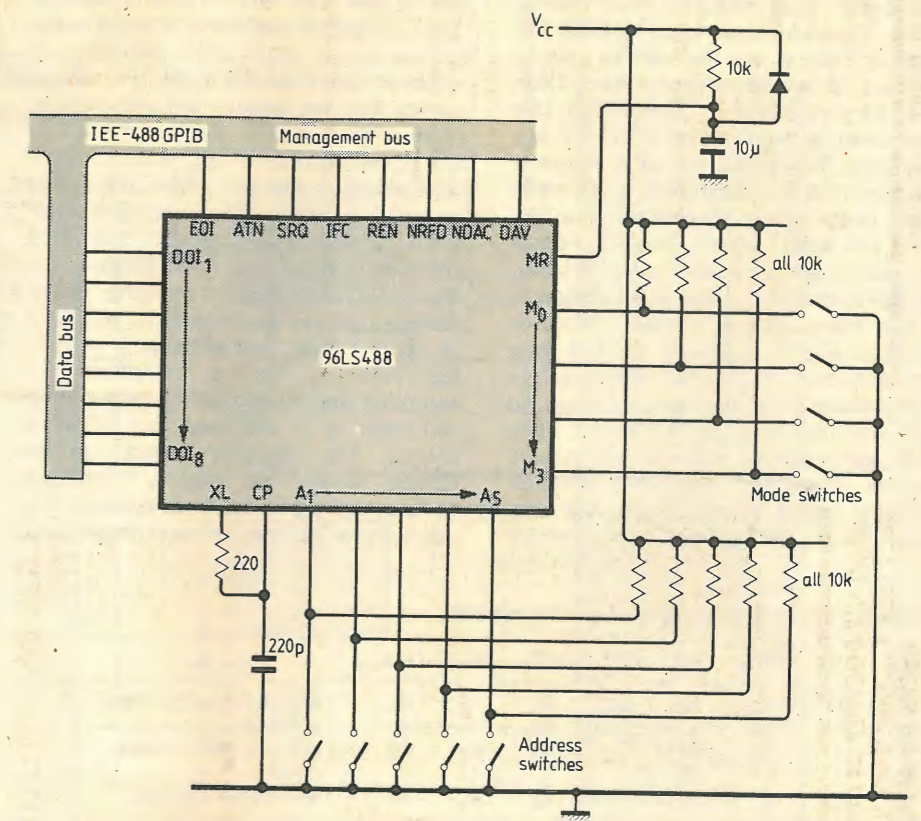 VCC
10k
10µ
IEE-488 GPIB Management bus
EOI ATN SRQ IFC REN NRFD NDAC DAV
DOI1
MR
all 10k
M0
Data bus
96LS488
DOI8
M3
Mode switches
XL CP A1 A5
220
all 10k
220p
Address
switches